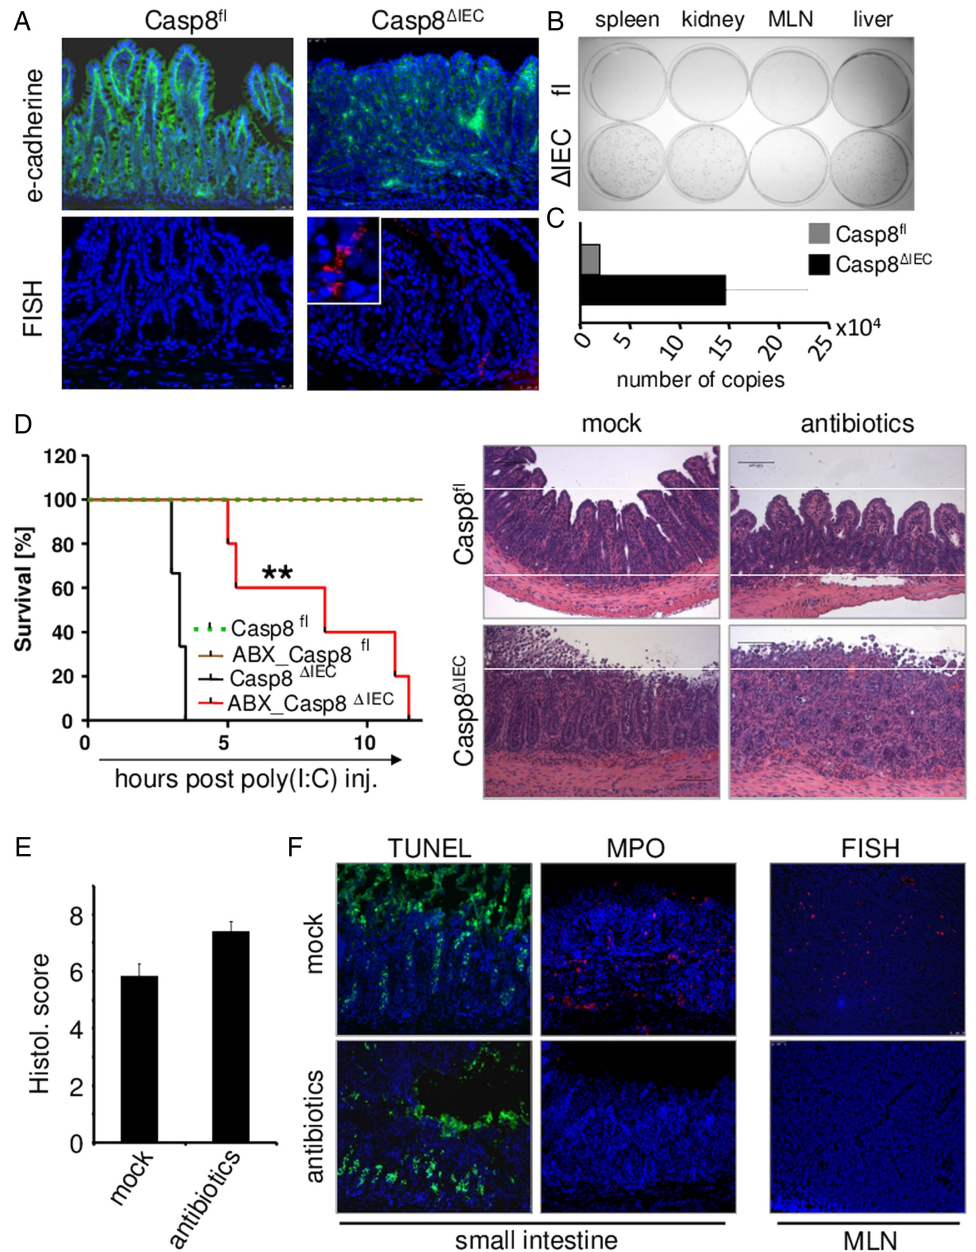 A
Casp8fl
Casp8ΔIEC
e-cadherine
FISH
B
spleen kidney MLN liver
fl
ΔIEC
C
Casp8fl
Casp8ΔIEC
0 5 10 15 20 25 x10⁴
number of copies
D
120
100
80
60
40
20
0
Survival [%]
**
Casp8 fl
ABX_Casp8 fl
Casp8 ΔIEC
ABX_Casp8 ΔIEC
0 5 10
hours post poly(I:C) inj.
mock
antibiotics
Casp8fl
Casp8ΔIEC
E
8
6
4
2
0
Histol. score
mock
antibiotics
F
TUNEL
MPO
FISH
mock
antibiotics
small intestine
MLN